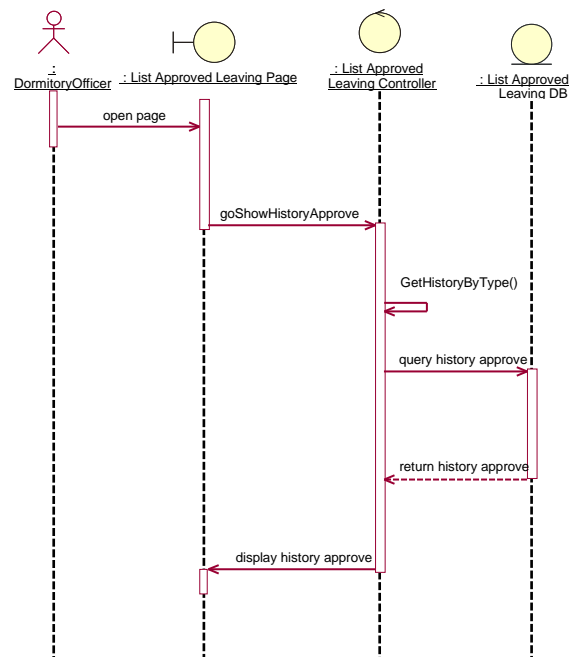 :
DormitoryOfficer
: List Approved Leaving Page
: List Approved
Leaving Controller
: List Approved
Leaving DB
open page
goShowHistoryApprove
GetHistoryByType()
query history approve
return history approve
display history approve